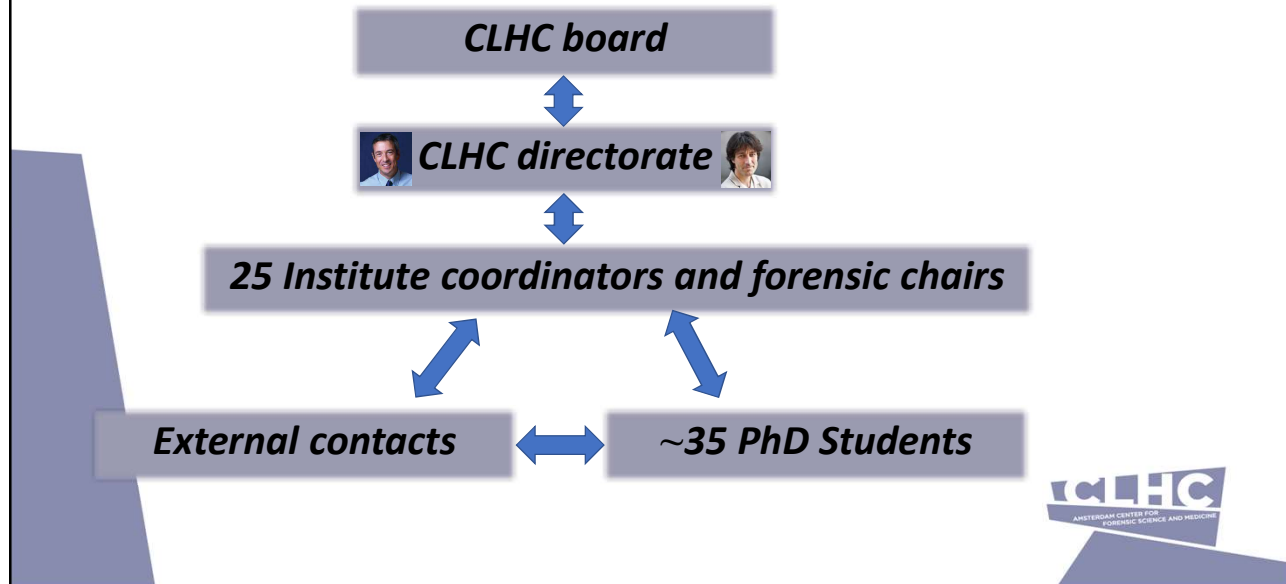 CLHC board
CLHC directorate
25 Institute coordinators and forensic chairs
External contacts
~35 PhD Students
CLHC
AMSTERDAM CENTER FOR
FORENSIC SCIENCE AND MEDICINE